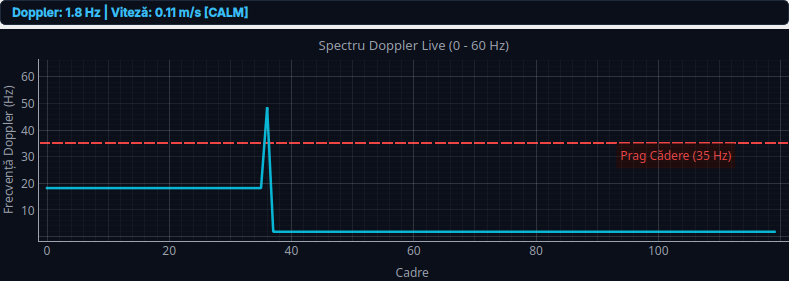 Doppler: 1.8 Hz | Viteză: 0.11 m/s [CALM]
Spectru Doppler Live (0 - 60 Hz)
Frecvență Doppler (Hz)
60
50
40
30
20
10
Prag Cădere (35 Hz)
0 20 40 60 80 100
Cadre